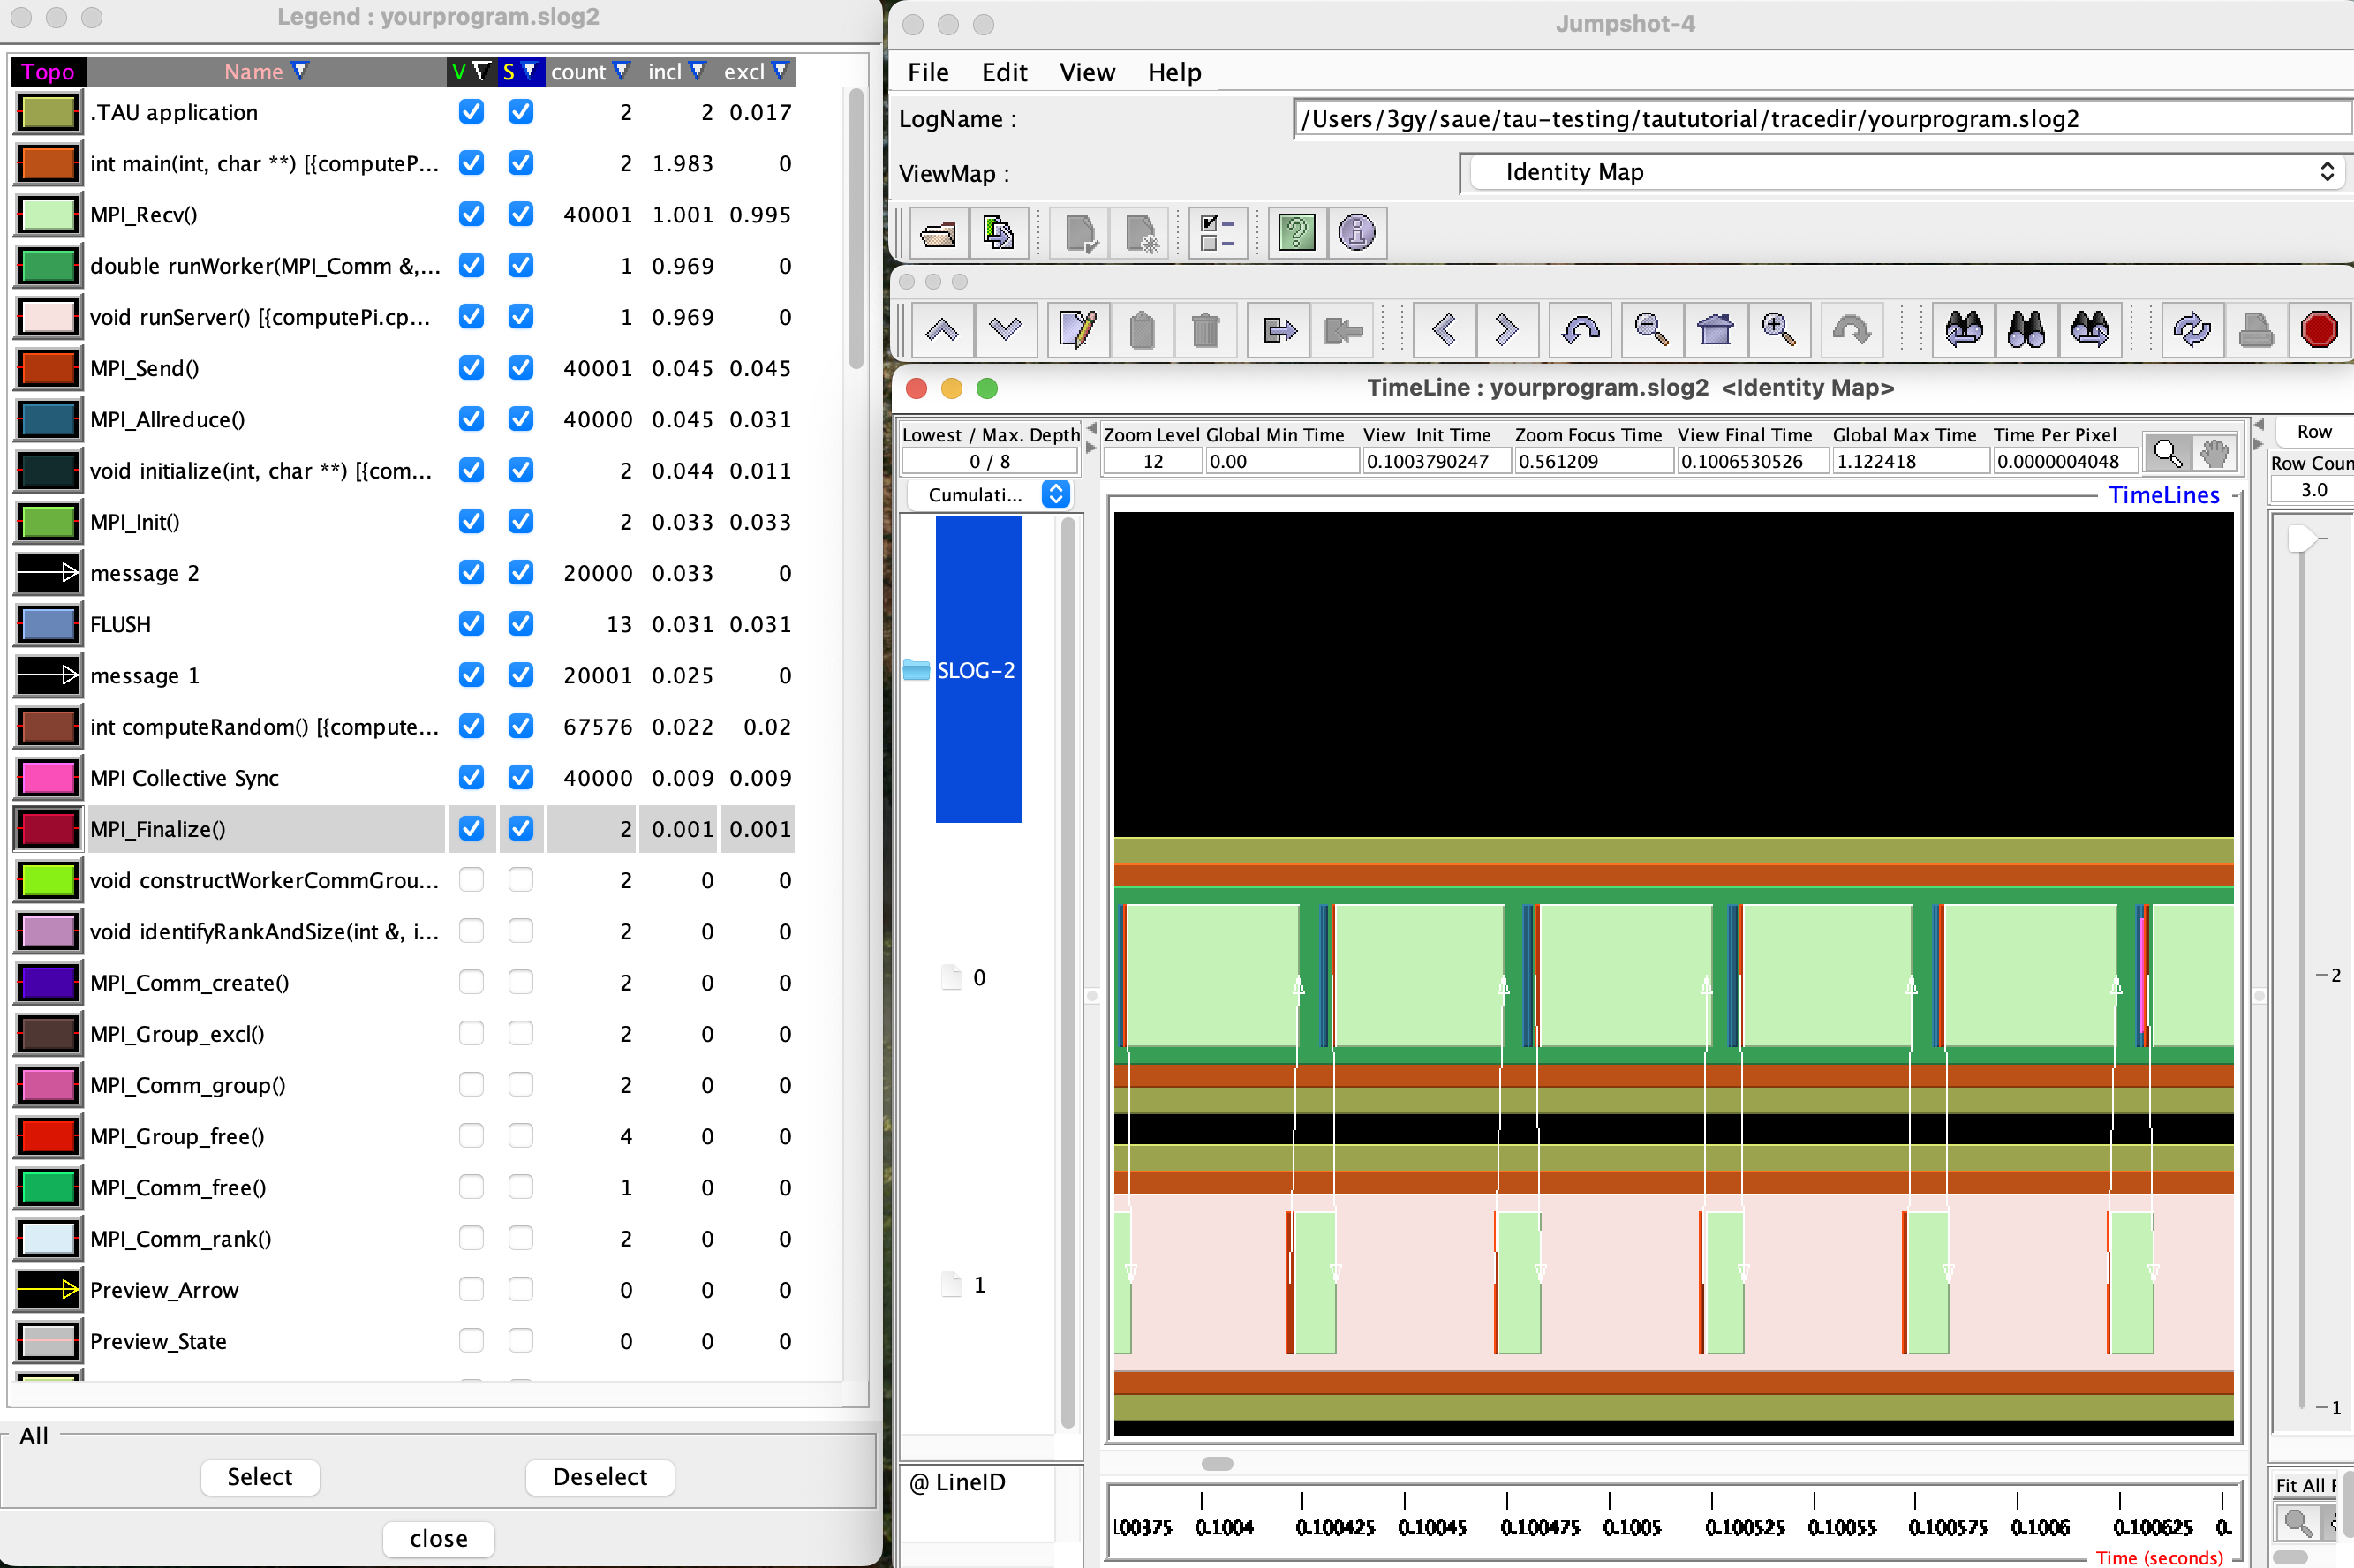 Legend : yourprogram.slog2
Topo Name V S count incl excl
.TAU application 2 2 0.017
int main(int, char **) [{computeP... 2 1.983 0
MPI_Recv() 40001 1.001 0.995
double runWorker(MPI_Comm &,... 1 0.969 0
void runServer() [{computePi.cp... 1 0.969 0
MPI_Send() 40001 0.045 0.045
MPI_Allreduce() 40000 0.045 0.031
void initialize(int, char **) [{com... 2 0.044 0.011
MPI_Init() 2 0.033 0.033
message 2 20000 0.033 0
FLUSH 13 0.031 0.031
message 1 20001 0.025 0
int computeRandom() [{compute... 67576 0.022 0.02
MPI Collective Sync 40000 0.009 0.009
MPI_Finalize() 2 0.001 0.001
void constructWorkerCommGrou... 2 0 0
void identifyRankAndSize(int &, i... 2 0 0
MPI_Comm_create() 2 0 0
MPI_Group_excl() 2 0 0
MPI_Comm_group() 2 0 0
MPI_Group_free() 4 0 0
MPI_Comm_free() 1 0 0
MPI_Comm_rank() 2 0 0
Preview_Arrow 0 0 0
Preview_State 0 0 0
All
Select Deselect
close
Jumpshot-4
File Edit View Help
LogName : /Users/3gy/saue/tau-testing/taututorial/tracedir/yourprogram.slog2
ViewMap : Identity Map
TimeLine : yourprogram.slog2 <Identity Map>
Lowest / Max. Depth Zoom Level Global Min Time View Init Time Zoom Focus Time View Final Time Global Max Time Time Per Pixel
0 / 8 12 0.00 0.1003790247 0.561209 0.1006530526 1.122418 0.0000004048
Row
Row Coun
3.0
Cumulati...
TimeLines
SLOG-2
0
1
2
1
@ LineID
0.100375 0.1004 0.100425 0.10045 0.100475 0.1005 0.100525 0.10055 0.100575 0.1006 0.100625 0.
Time (seconds)
Fit All R